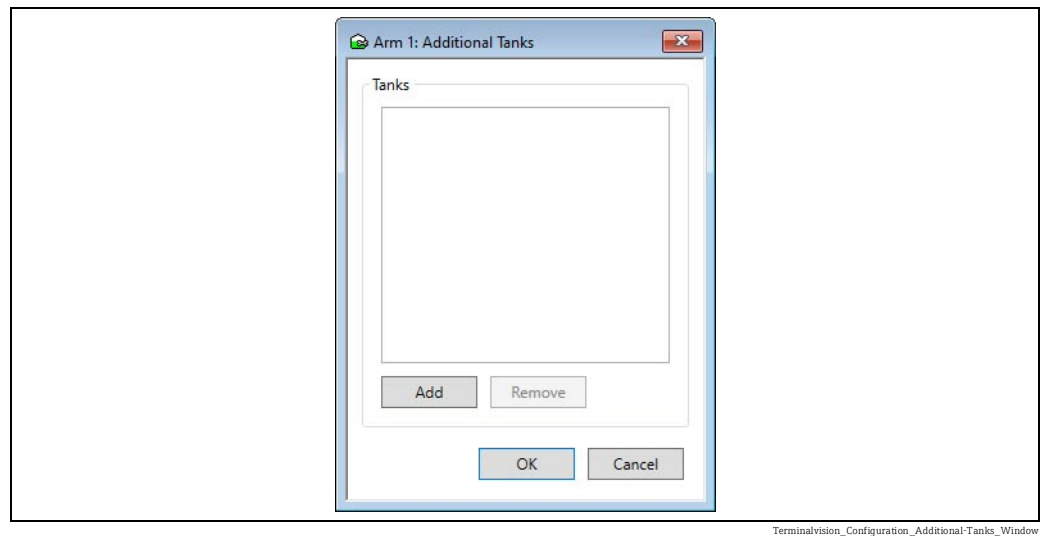 Arm 1: Additional Tanks
Tanks
Add Remove
OK Cancel
Terminalvision_Configuration_Additional-Tanks_Window